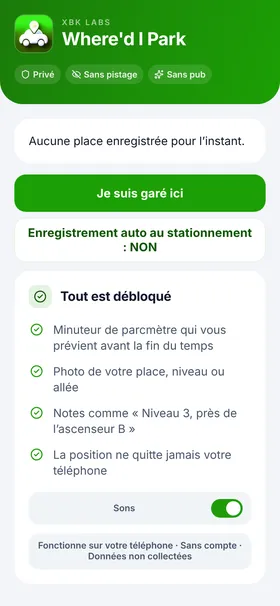 XBK LABS
Where'd I Park
Privé
Sans pistage
Sans pub
Aucune place enregistrée pour l'instant.
Je suis garé ici
Enregistrement auto au stationnement
: NON
Tout est débloqué
Minuteur de parcmètre qui vous
prévient avant la fin du temps
Photo de votre place, niveau ou
allée
Notes comme « Niveau 3, près de
l'ascenseur B »
La position ne quitte jamais votre
téléphone
Sons
Fonctionne sur votre téléphone · Sans compte ·
Données non collectées